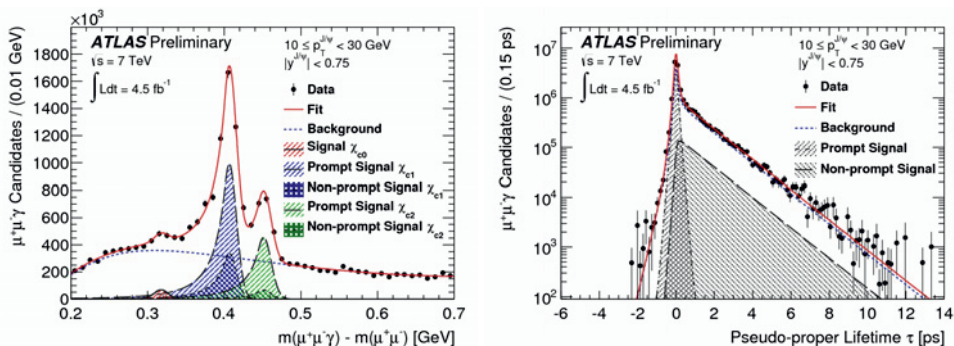 ×10³
ATLAS Preliminary
√s = 7 TeV
∫ Ldt = 4.5 fb⁻¹
10 ≤ p_T^{J/ψ} < 30 GeV
|y^{J/ψ}| < 0.75
Data
Fit
Background
Signal χ_c0
Prompt Signal χ_c1
Non-prompt Signal χ_c1
Prompt Signal χ_c2
Non-prompt Signal χ_c2
μ⁺μ⁻γ Candidates / (0.01 GeV)
1800
1600
1400
1200
1000
800
600
400
200
0
0.2 0.3 0.4 0.5 0.6 0.7
m(μ⁺μ⁻γ) - m(μ⁺μ⁻) [GeV]
ATLAS Preliminary
√s = 7 TeV
∫ Ldt = 4.5 fb⁻¹
10 ≤ p_T^{J/ψ} < 30 GeV
|y^{J/ψ}| < 0.75
Data
Fit
Background
Prompt Signal
Non-prompt Signal
μ⁺μ⁻γ Candidates / (0.15 ps)
10⁷
10⁶
10⁵
10⁴
10³
10²
-6 -4 -2 0 2 4 6 8 10 12 14
Pseudo-proper Lifetime τ [ps]